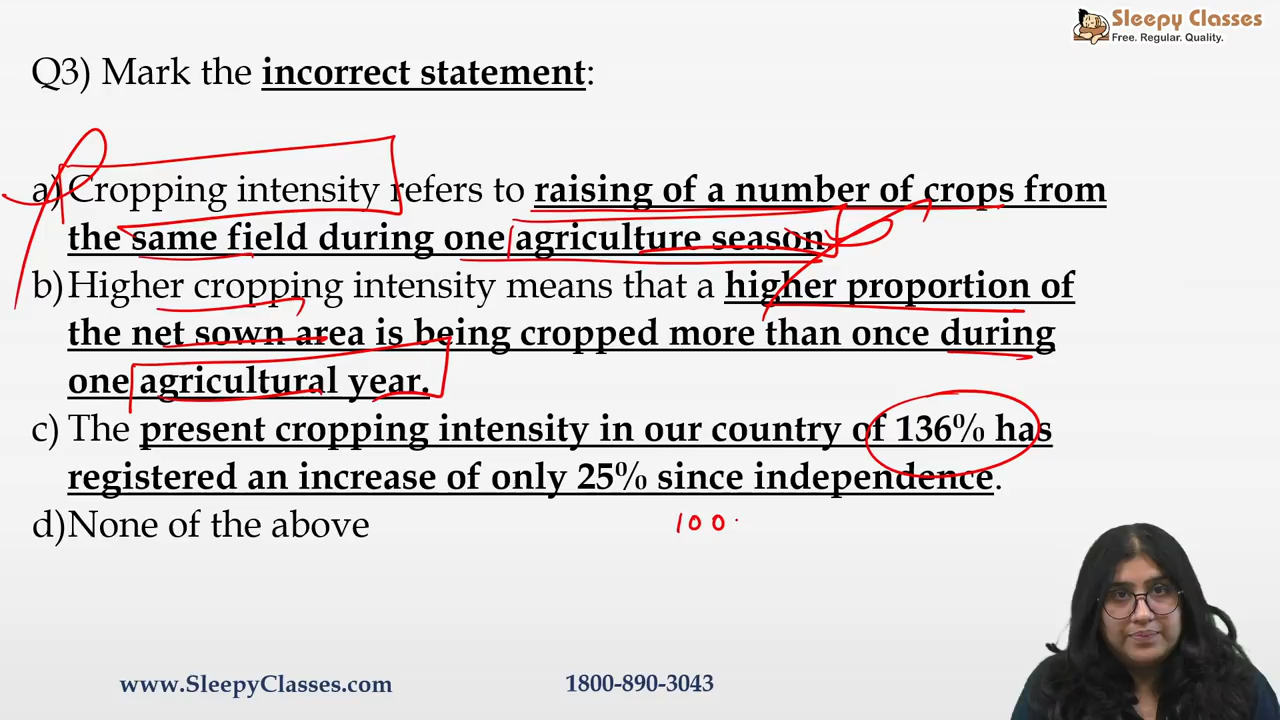 Sleepy Classes
Free. Regular. Quality.
Q3) Mark the incorrect statement:
a) Cropping intensity refers to raising of a number of crops from
the same field during one agriculture season
b) Higher cropping intensity means that a higher proportion of
the net sown area is being cropped more than once during
one agricultural year.
c) The present cropping intensity in our country of 136% has
registered an increase of only 25% since independence.
d) None of the above
100
www.SleepyClasses.com
1800-890-3043